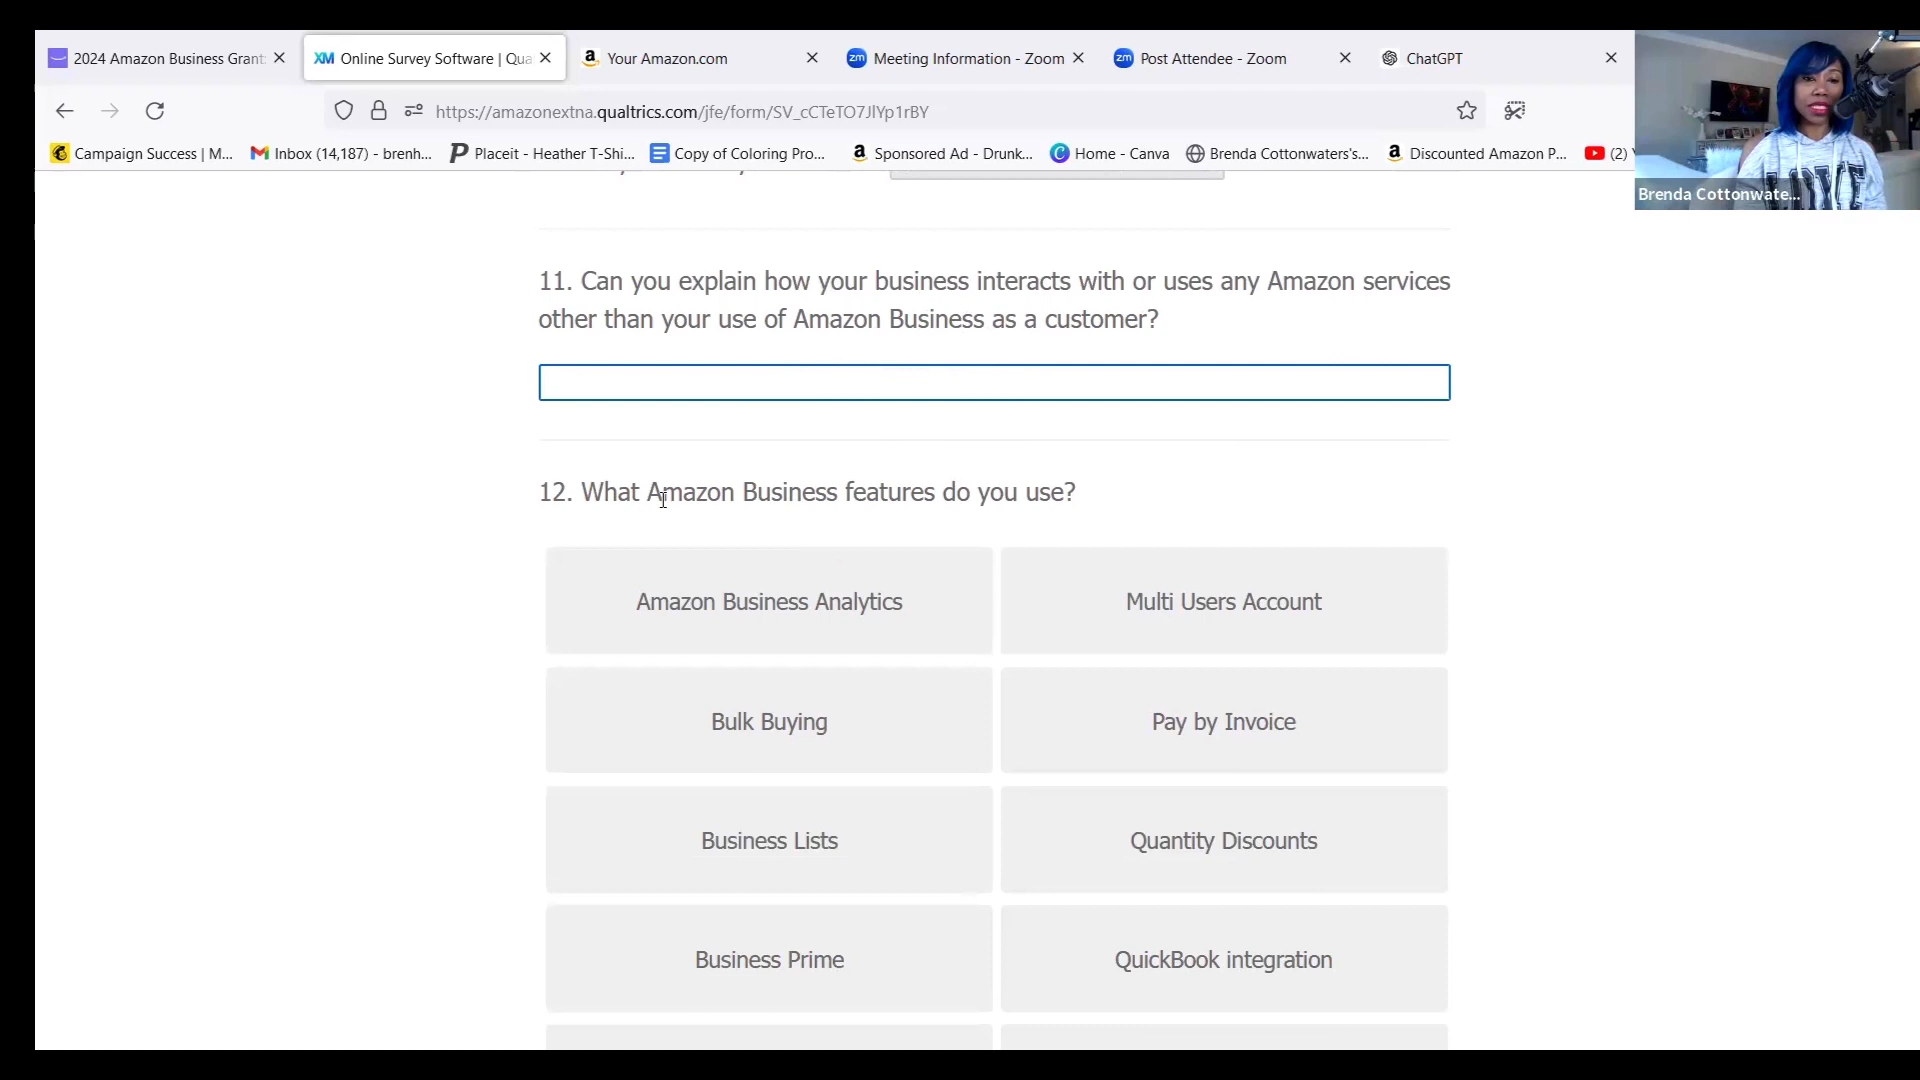 2024 Amazon Business Grant
XM Online Survey Software | Qua
a Your Amazon.com
zm Meeting Information - Zoom
zm Post Attendee - Zoom
ChatGPT
https://amazonextna.qualtrics.com/jfe/form/SV_cCTeTO7JlYp1rBY
Campaign Success | M...
Inbox (14,187) - brenh...
P Placeit - Heather T-Shi...
Copy of Coloring Pro...
a Sponsored Ad - Drunk...
C Home - Canva
Brenda Cottonwaters's...
a Discounted Amazon P...
(2)
LOVE
Brenda Cottonwate...
11. Can you explain how your business interacts with or uses any Amazon services
other than your use of Amazon Business as a customer?
12. What Amazon Business features do you use?
Amazon Business Analytics
Multi Users Account
Bulk Buying
Pay by Invoice
Business Lists
Quantity Discounts
Business Prime
QuickBook integration